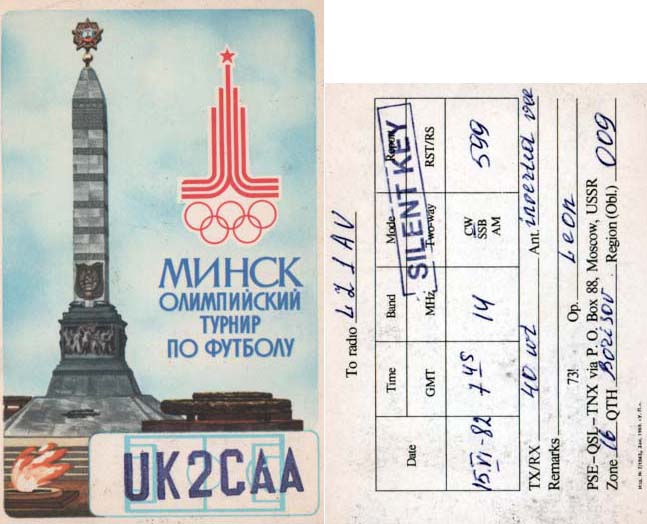 МИНСК
ОЛИМПИЙСКИЙ
ТУРНИР
ПО ФУТБОЛУ
UK2CAA
To radio LZ1AV
Date Time Band Mode Report
GMT MHz Two-way RST/RS
SILENT KEY
15.VI-82 745 14 CW SSB AM 599
TX/RX 40 wt Ant. inverted vee
Remarks
73! Op. Leon
PSE-QSL-TNX via P. O. Box 88, Moscow, USSR
Zone 16 QTH Borisov Region (Obl.) 009